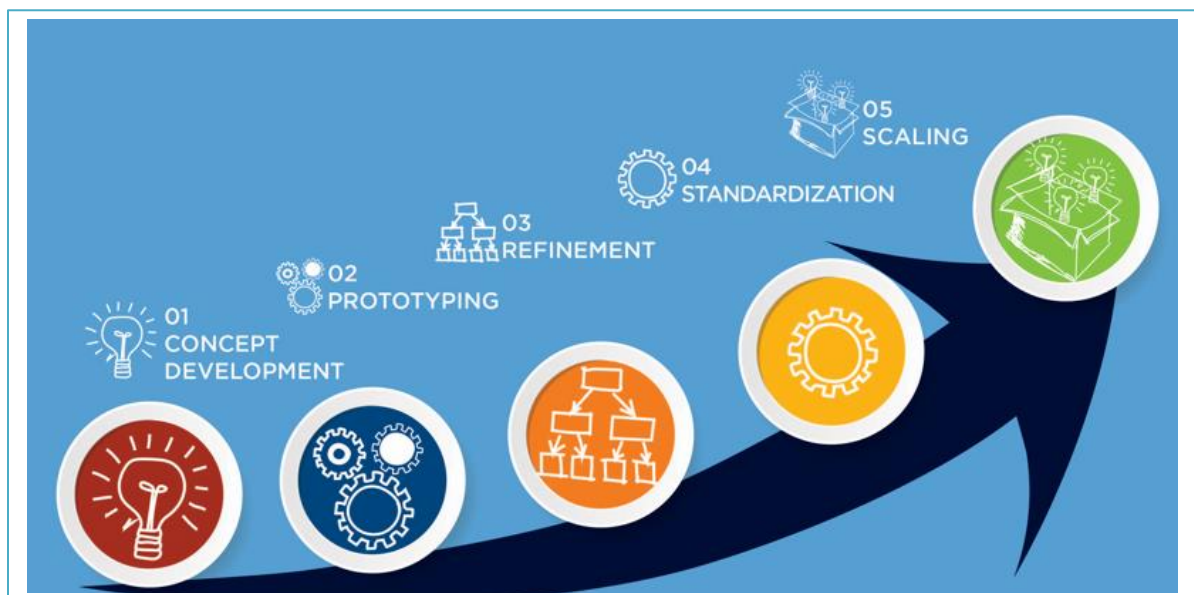 01
CONCEPT
DEVELOPMENT
02
PROTOTYPING
03
REFINEMENT
04
STANDARDIZATION
05
SCALING